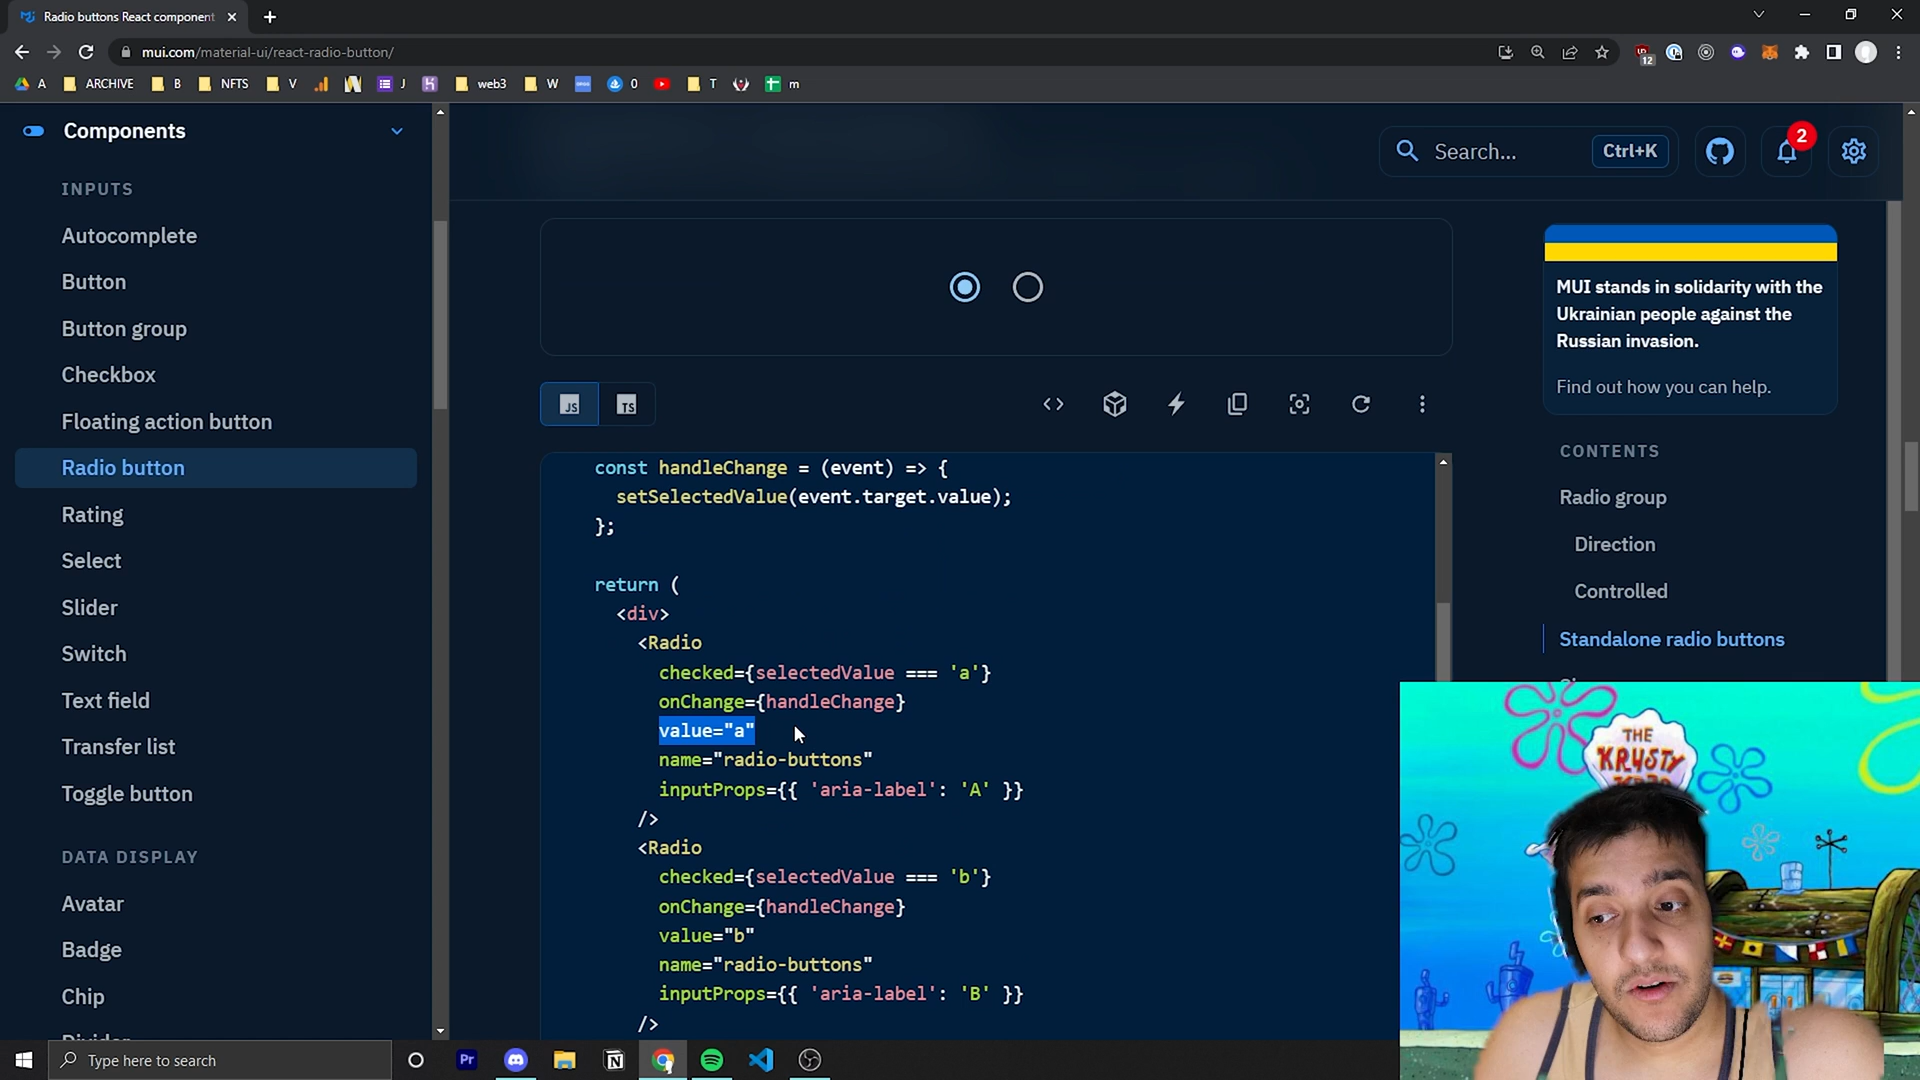 Radio buttons React component
mui.com/material-ui/react-radio-button/
12
A
ARCHIVE
B
NFTS
V
J
web3
W
0
T
m
Components
INPUTS
Autocomplete
Button
Button group
Checkbox
Floating action button
Radio button
Rating
Select
Slider
Switch
Text field
Transfer list
Toggle button
DATA DISPLAY
Avatar
Badge
Chip
Divider
Search...
Ctrl+K
2
JS
TS
const handleChange = (event) => {
setSelectedValue(event.target.value);
};
return (
<div>
<Radio
checked={selectedValue === 'a'}
onChange={handleChange}
value="a"
name="radio-buttons"
inputProps={{ 'aria-label': 'A' }}
/>
<Radio
checked={selectedValue === 'b'}
onChange={handleChange}
value="b"
name="radio-buttons"
inputProps={{ 'aria-label': 'B' }}
/>
MUI stands in solidarity with the
Ukrainian people against the
Russian invasion.
Find out how you can help.
CONTENTS
Radio group
Direction
Controlled
Standalone radio buttons
THE
KRUSTY
Type here to search
Pr